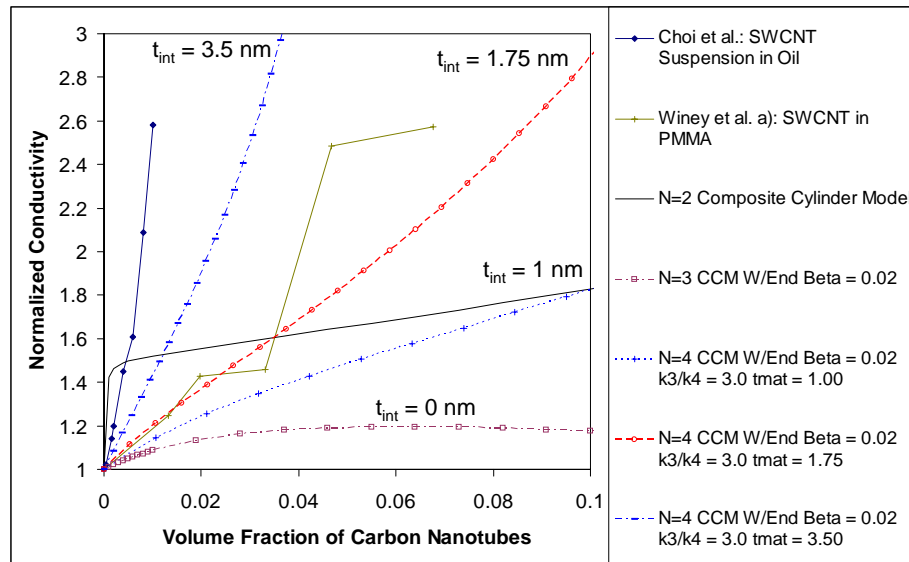 3
2.8
2.6
2.4
2.2
2
1.8
1.6
1.4
1.2
1
Normalized Conductivity
0
0.02
0.04
0.06
0.08
0.1
Volume Fraction of Carbon Nanotubes
tint = 3.5 nm
tint = 1.75 nm
tint = 1 nm
tint = 0 nm
Choi et al.: SWCNT
Suspension in Oil
Winey et al. a): SWCNT in
PMMA
N=2 Composite Cylinder Model
N=3 CCM W/End Beta = 0.02
N=4 CCM W/End Beta = 0.02
k3/k4 = 3.0 tmat = 1.00
N=4 CCM W/End Beta = 0.02
k3/k4 = 3.0 tmat = 1.75
N=4 CCM W/End Beta = 0.02
k3/k4 = 3.0 tmat = 3.50